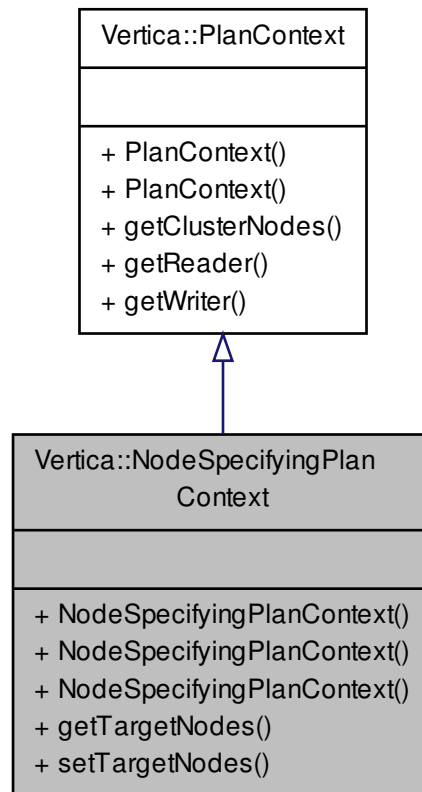 Vertica::PlanContext
+ PlanContext()
+ PlanContext()
+ getClusterNodes()
+ getReader()
+ getWriter()
Vertica::NodeSpecifyingPlan
Context
+ NodeSpecifyingPlanContext()
+ NodeSpecifyingPlanContext()
+ NodeSpecifyingPlanContext()
+ getTargetNodes()
+ setTargetNodes()